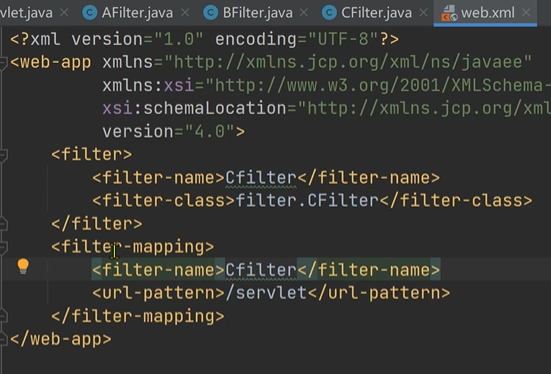 vlet.java AFilter.java BFilter.java CFilter.java web.xml
<?xml version="1.0" encoding="UTF-8"?>
<web-app xmlns="http://xmlns.jcp.org/xml/ns/javaee"
xmlns:xsi="http://www.w3.org/2001/XMLSchema-
xsi:schemaLocation="http://xmlns.jcp.org/xml
version="4.0">
<filter>
<filter-name>Cfilter</filter-name>
<filter-class>filter.CFilter</filter-class>
</filter>
<filter-mapping>
<filter-name>Cfilter</filter-name>
<url-pattern>/servlet</url-pattern>
</filter-mapping>
</web-app>